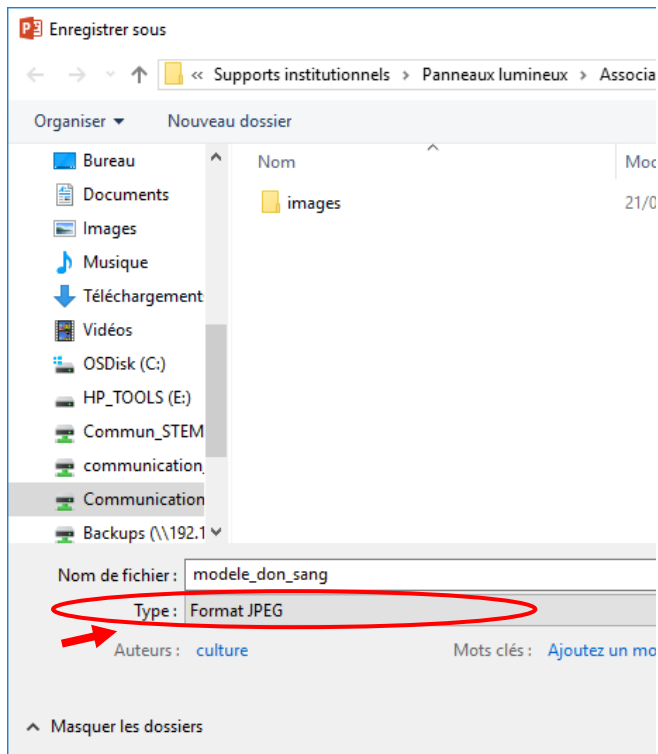 Enregistrer sous
« Supports institutionnels > Panneaux lumineux > Associa
Organiser Nouveau dossier
Nom Mod
Bureau
Documents
images 21/0
Images
Musique
Téléchargement
Vidéos
OSDisk (C:)
HP_TOOLS (E:)
Commun_STEM
communication_
Communication
Backups (\\192.1
Nom de fichier : modele_don_sang
Type : Format JPEG
Auteurs : culture Mots clés : Ajoutez un mo
Masquer les dossiers